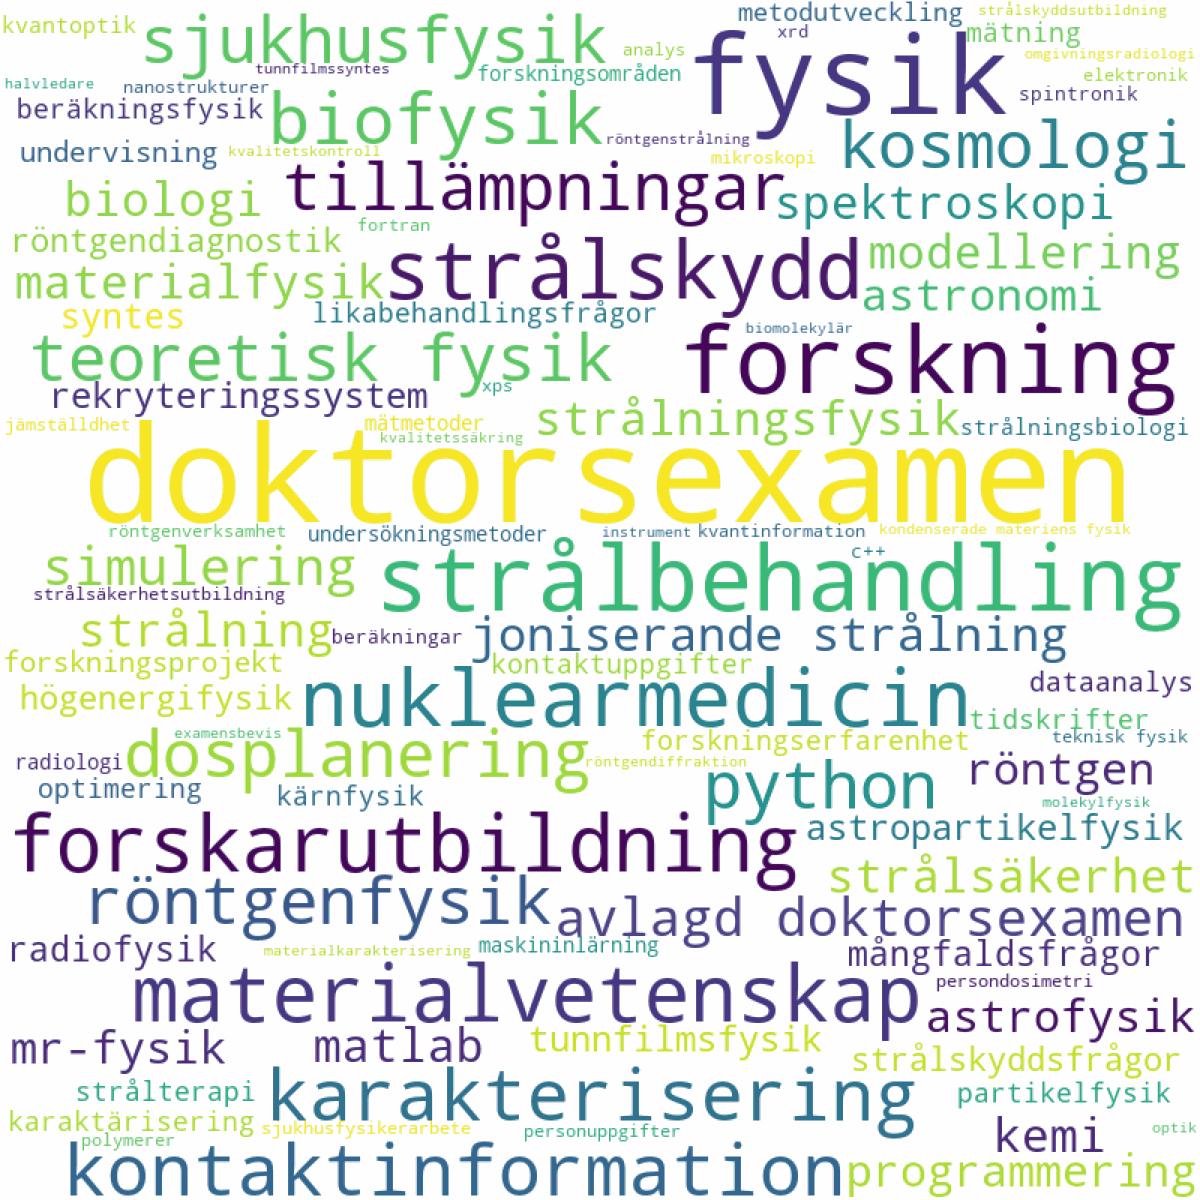 kvantoptik
sjukhusfysik
metodutveckling
strålskyddsutbildning
xrd
mätning
analys
fysik
omgivningsradiologi
tunnfilmssyntes
forskningsområden
elektronik
halvledare
nanostrukturer
spintronik
beräkningsfysik
biofysik
röntgenstrålning
kosmologi
undervisning
kvalitetskontroll
mikroskopi
tillämpningar
biologi
spektroskopi
fortran
röntgendiagnostik
strålskydd
modellering
materialfysik
astronomi
syntes
likabehandlingsfrågor
biomolekylär
teoretisk fysik
forskning
rekryteringssystem
xps
strålningsfysik
jämställdhet
mätmetoder
strålningsbiologi
kvalitetssäkring
doktorsexamen
röntgenverksamhet
undersökningsmetoder
instrument
kvantinformation
kondenserade materiens fysik
c++
simulering
strålbehandling
strålsäkerhetsutbildning
strålning
beräkningar
joniserande strålning
forskningsprojekt
kontaktuppgifter
högenergifysik
nuklearmedicin
dataanalys
tidskrifter
examensbevis
forskningserfarenhet
teknisk fysik
radiologi
dosplanering
röntgendiffraktion
röntgen
optimering
kärnfysik
python
molekylfysik
forskarutbildning
astropartikelfysik
strålsäkerhet
röntgenfysik
avlagd doktorsexamen
radiofysik
materialkarakterisering
maskininlärning
mångfaldsfrågor
persondosimetri
materialvetenskap
astrofysik
mr-fysik
matlab
tunnfilmsfysik
strålskyddsfrågor
strålterapi
karakterisering
partikelfysik
karaktärisering
sjukhusfysikerarbete
personuppgifter
kemi
optik
polymerer
kontaktinformation
programmering